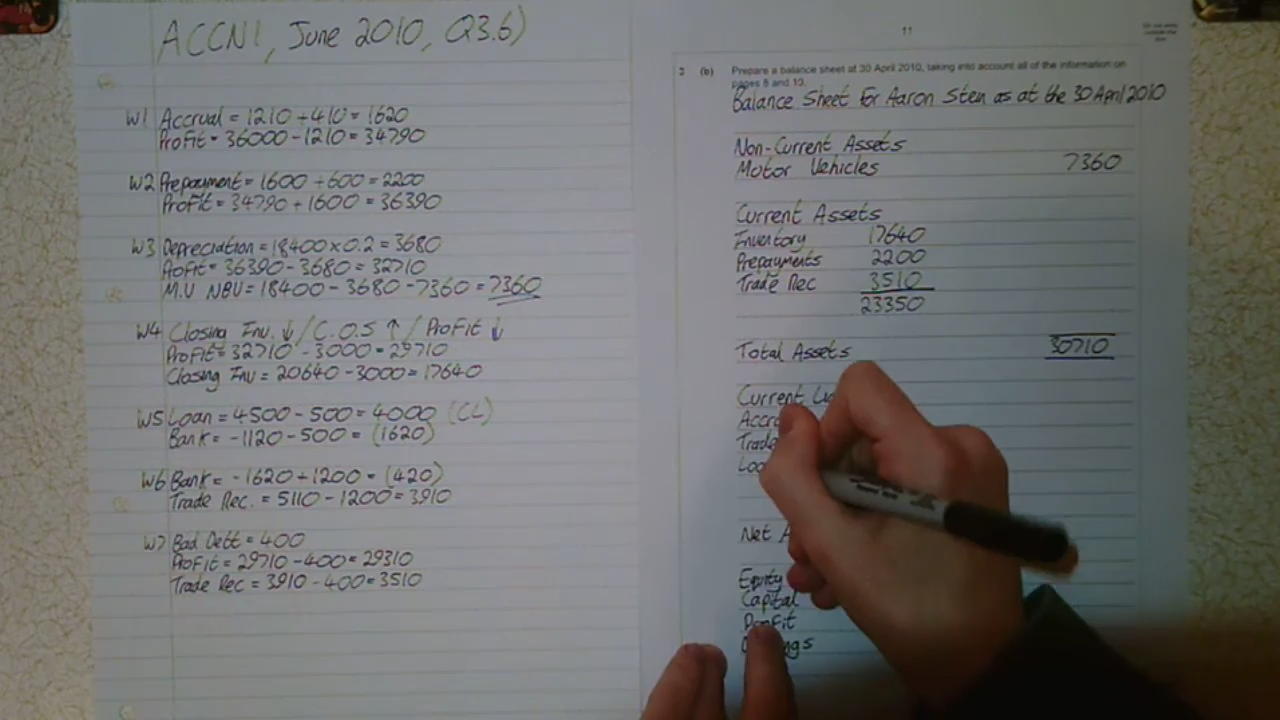 ACCN1, June 2010, Q3.b)
W1 Accrual = 1210 + 410 = 1620
Profit = 36000 - 1210 = 34790
W2 Prepayment = 1600 + 600 = 2200
Profit = 34790 + 1600 = 36390
W3 Depreciation = 18400 x 0.2 = 3680
Profit = 36390 - 3680 = 32710
M.V NBV = 18400 - 3680 - 7360 = 7360
W4 Closing Inv. ↓ / C.O.S ↑ / Profit ↓
Profit = 32710 - 3000 = 29710
Closing Inv = 20640 - 3000 = 17640
W5 Loan = 4500 - 500 = 4000 (CL)
Bank = -1120 - 500 = (1620)
W6 Bank = -1620 + 1200 = (420)
Trade Rec. = 5110 - 1200 = 3910
W7 Bad Debt = 400
Profit = 29710 - 400 = 29310
Trade Rec = 3910 - 400 = 3510
11
3 (b) Prepare a balance sheet at 30 April 2010, taking into account all of the information on
pages 8 and 10.
Balance Sheet for Aaron Sten as at the 30 April 2010
Non-Current Assets
Motor Vehicles 7360
Current Assets
Inventory 17640
Prepayments 2200
Trade Rec 3510
23350
Total Assets 30710
Current
Net
Equity
Capital
Profit